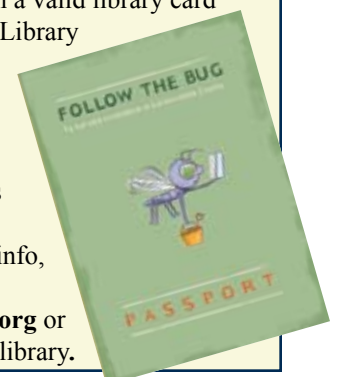 a valid library card
Library
FOLLOW THE BUG
info,
org or
library.
PASSPORT